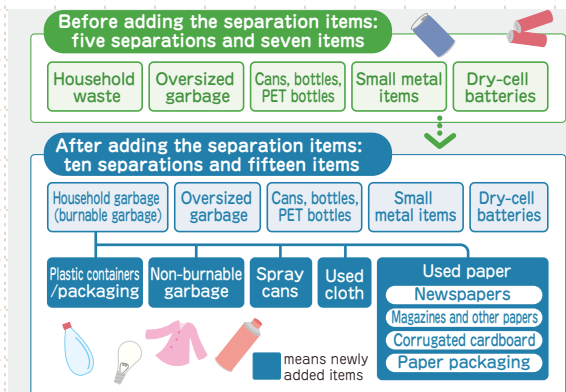 Before adding the separation items:
five separations and seven items
Household
waste
Oversized
garbage
Cans, bottles,
PET bottles
Small metal
items
Dry-cell
batteries
After adding the separation items:
ten separations and fifteen items
Household garbage
(burnable garbage)
Oversized
garbage
Cans, bottles,
PET bottles
Small
metal items
Dry-cell
batteries
Plastic containers
/packaging
Non-burnable
garbage
Spray
cans
Used
cloth
Used paper
Newspapers
Magazines and other papers
Corrugated cardboard
Paper packaging
means newly
added items